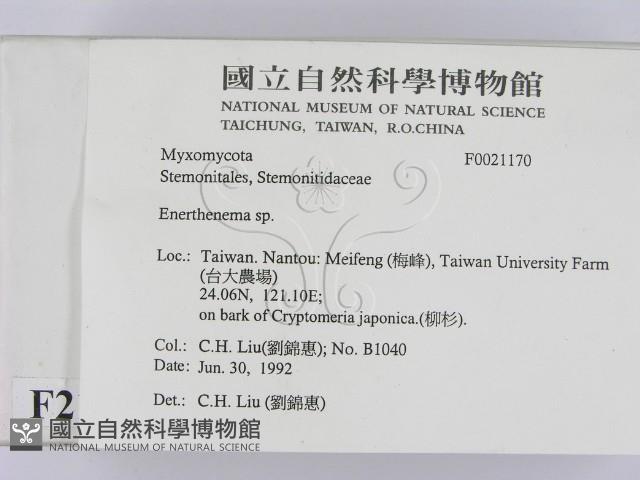 國立自然科學博物館
NATIONAL MUSEUM OF NATURAL SCIENCE
TAICHUNG, TAIWAN, R.O.CHINA
Myxomycota F0021170
Stemonitales, Stemonitidaceae
Enerthenema sp.
Loc.: Taiwan. Nantou: Meifeng (梅峰), Taiwan University Farm
(台大農場)
24.06N, 121.10E;
on bark of Cryptomeria japonica.(柳杉).
Col.: C.H. Liu(劉錦惠); No. B1040
Date: Jun. 30, 1992
Det.: C.H. Liu (劉錦惠)
F2
國立自然科學博物館
NATIONAL MUSEUM OF NATURAL SCIENCE